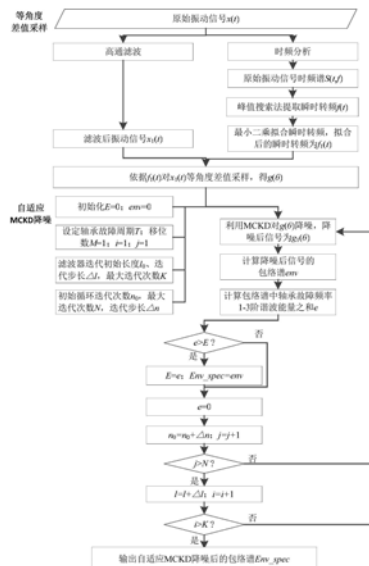 等角度
差值采样
原始振动信号x(t)
高通滤波
时频分析
原始振动信号时频谱S(t,f)
峰值搜索法提取瞬时转频f(t)
滤波后振动信号x₁(t)
最小二乘拟合瞬时转频，拟合
后的瞬时转频为f₁(t)
依据f₁(t)对x₁(t)等角度差值采样，得g(θ)
自适应
MCKD降噪
初始化E=0；env=0
设定轴承故障周期T；移位
数M=1；i=1；j=1
滤波器迭代初始长度l₀，迭
代步长△l，最大迭代次数K
初始循环迭代次数n₀，最大
迭代次数N，迭代步长△n
利用MCKD对g(θ)降噪，降
噪后信号为g₁(θ)
计算降噪后信号的
包络谱env
计算包络谱中轴承故障频率
1-3阶谐波能量之和e
e>E？
否
是
E=e；Env_spec=env
e=0
n₀=n₀+△n；j=j+1
j>N？
否
是
l=l+△l；i=i+1
i>K？
否
是
输出自适应MCKD降噪后的包络谱Env_spec